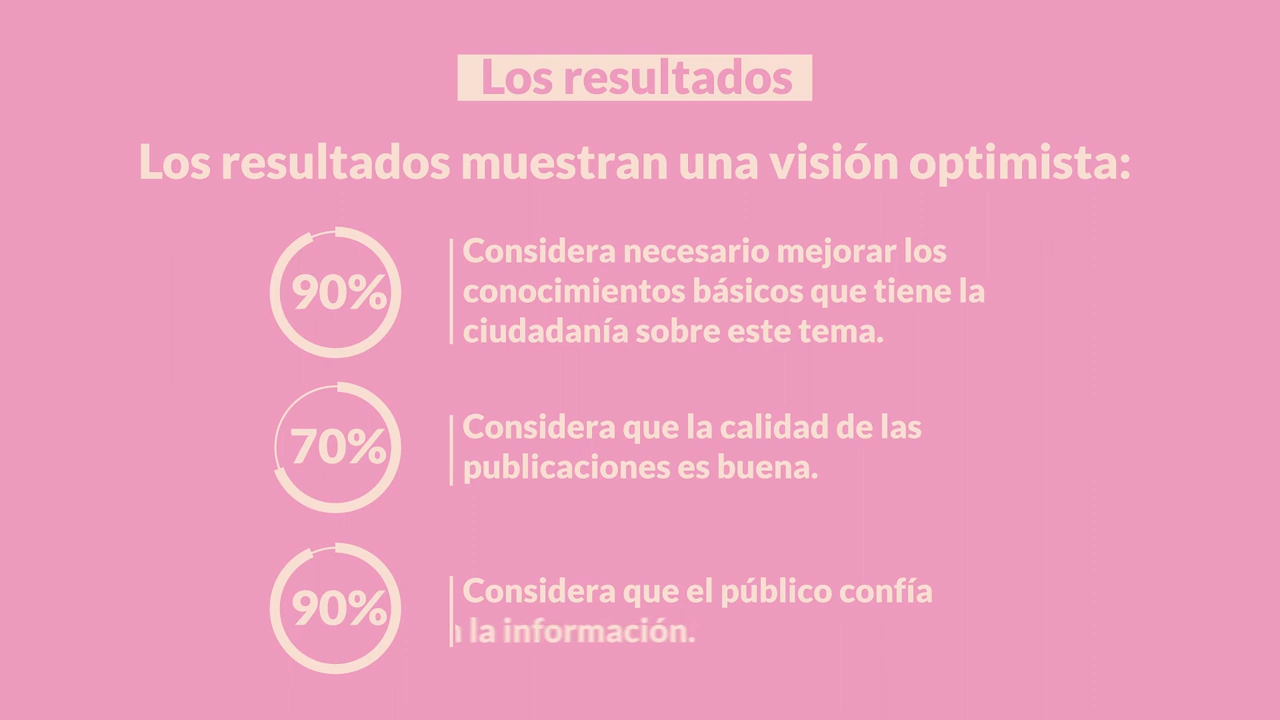 Los resultados
Los resultados muestran una visión optimista:
90%
Considera necesario mejorar los
conocimientos básicos que tiene la
ciudadanía sobre este tema.
70%
Considera que la calidad de las
publicaciones es buena.
90%
Considera que el público confía
la información.